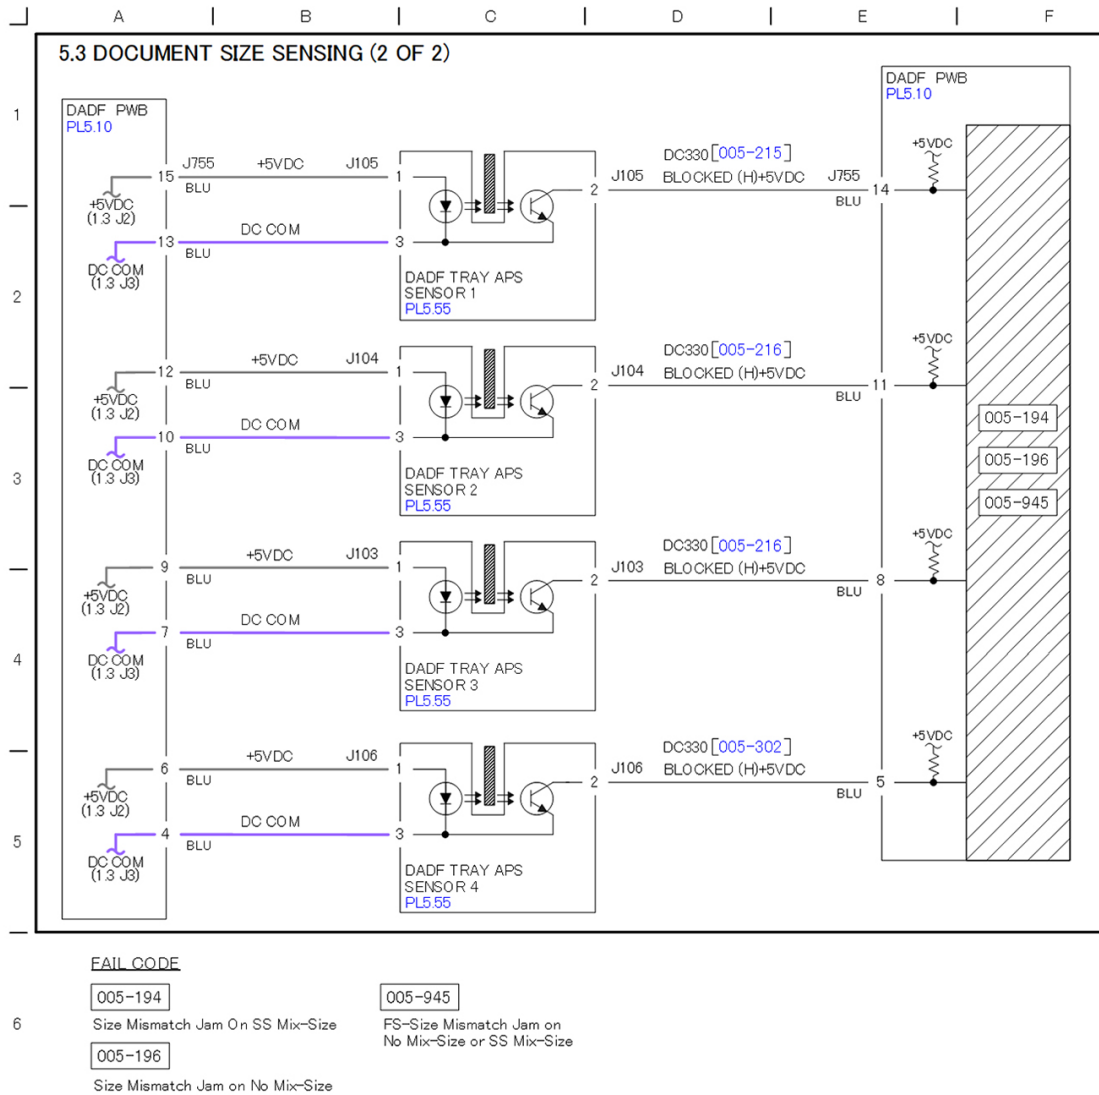 A B C D E F
5.3 DOCUMENT SIZE SENSING (2 OF 2)
1
DADF PWB
PL5.10
DADF PWB
PL5.10
15
J755
BLU
+5VDC
J105
1
+5VDC
(1.3 J2)
13
BLU
DC COM
3
DC COM
(1.3 J3)
DADF TRAY APS
SENSOR 1
PL5.55
2
J105
DC330[005-215]
BLOCKED (H)+5VDC
J755
BLU
14
+5VDC
2
12
BLU
+5VDC
J104
1
+5VDC
(1.3 J2)
10
BLU
DC COM
3
DC COM
(1.3 J3)
DADF TRAY APS
SENSOR 2
PL5.55
2
J104
DC330[005-216]
BLOCKED (H)+5VDC
BLU
11
+5VDC
005-194
005-196
005-945
3
9
BLU
+5VDC
J103
1
+5VDC
(1.3 J2)
7
BLU
DC COM
3
DC COM
(1.3 J3)
DADF TRAY APS
SENSOR 3
PL5.55
2
J103
DC330[005-216]
BLOCKED (H)+5VDC
BLU
8
+5VDC
4
6
BLU
+5VDC
J106
1
+5VDC
(1.3 J2)
4
BLU
DC COM
3
DC COM
(1.3 J3)
DADF TRAY APS
SENSOR 4
PL5.55
2
J106
DC330[005-302]
BLOCKED (H)+5VDC
BLU
5
+5VDC
5
FAIL CODE
6
005-194
Size Mismatch Jam On SS Mix-Size
005-196
Size Mismatch Jam on No Mix-Size
005-945
FS-Size Mismatch Jam on
No Mix-Size or SS Mix-Size